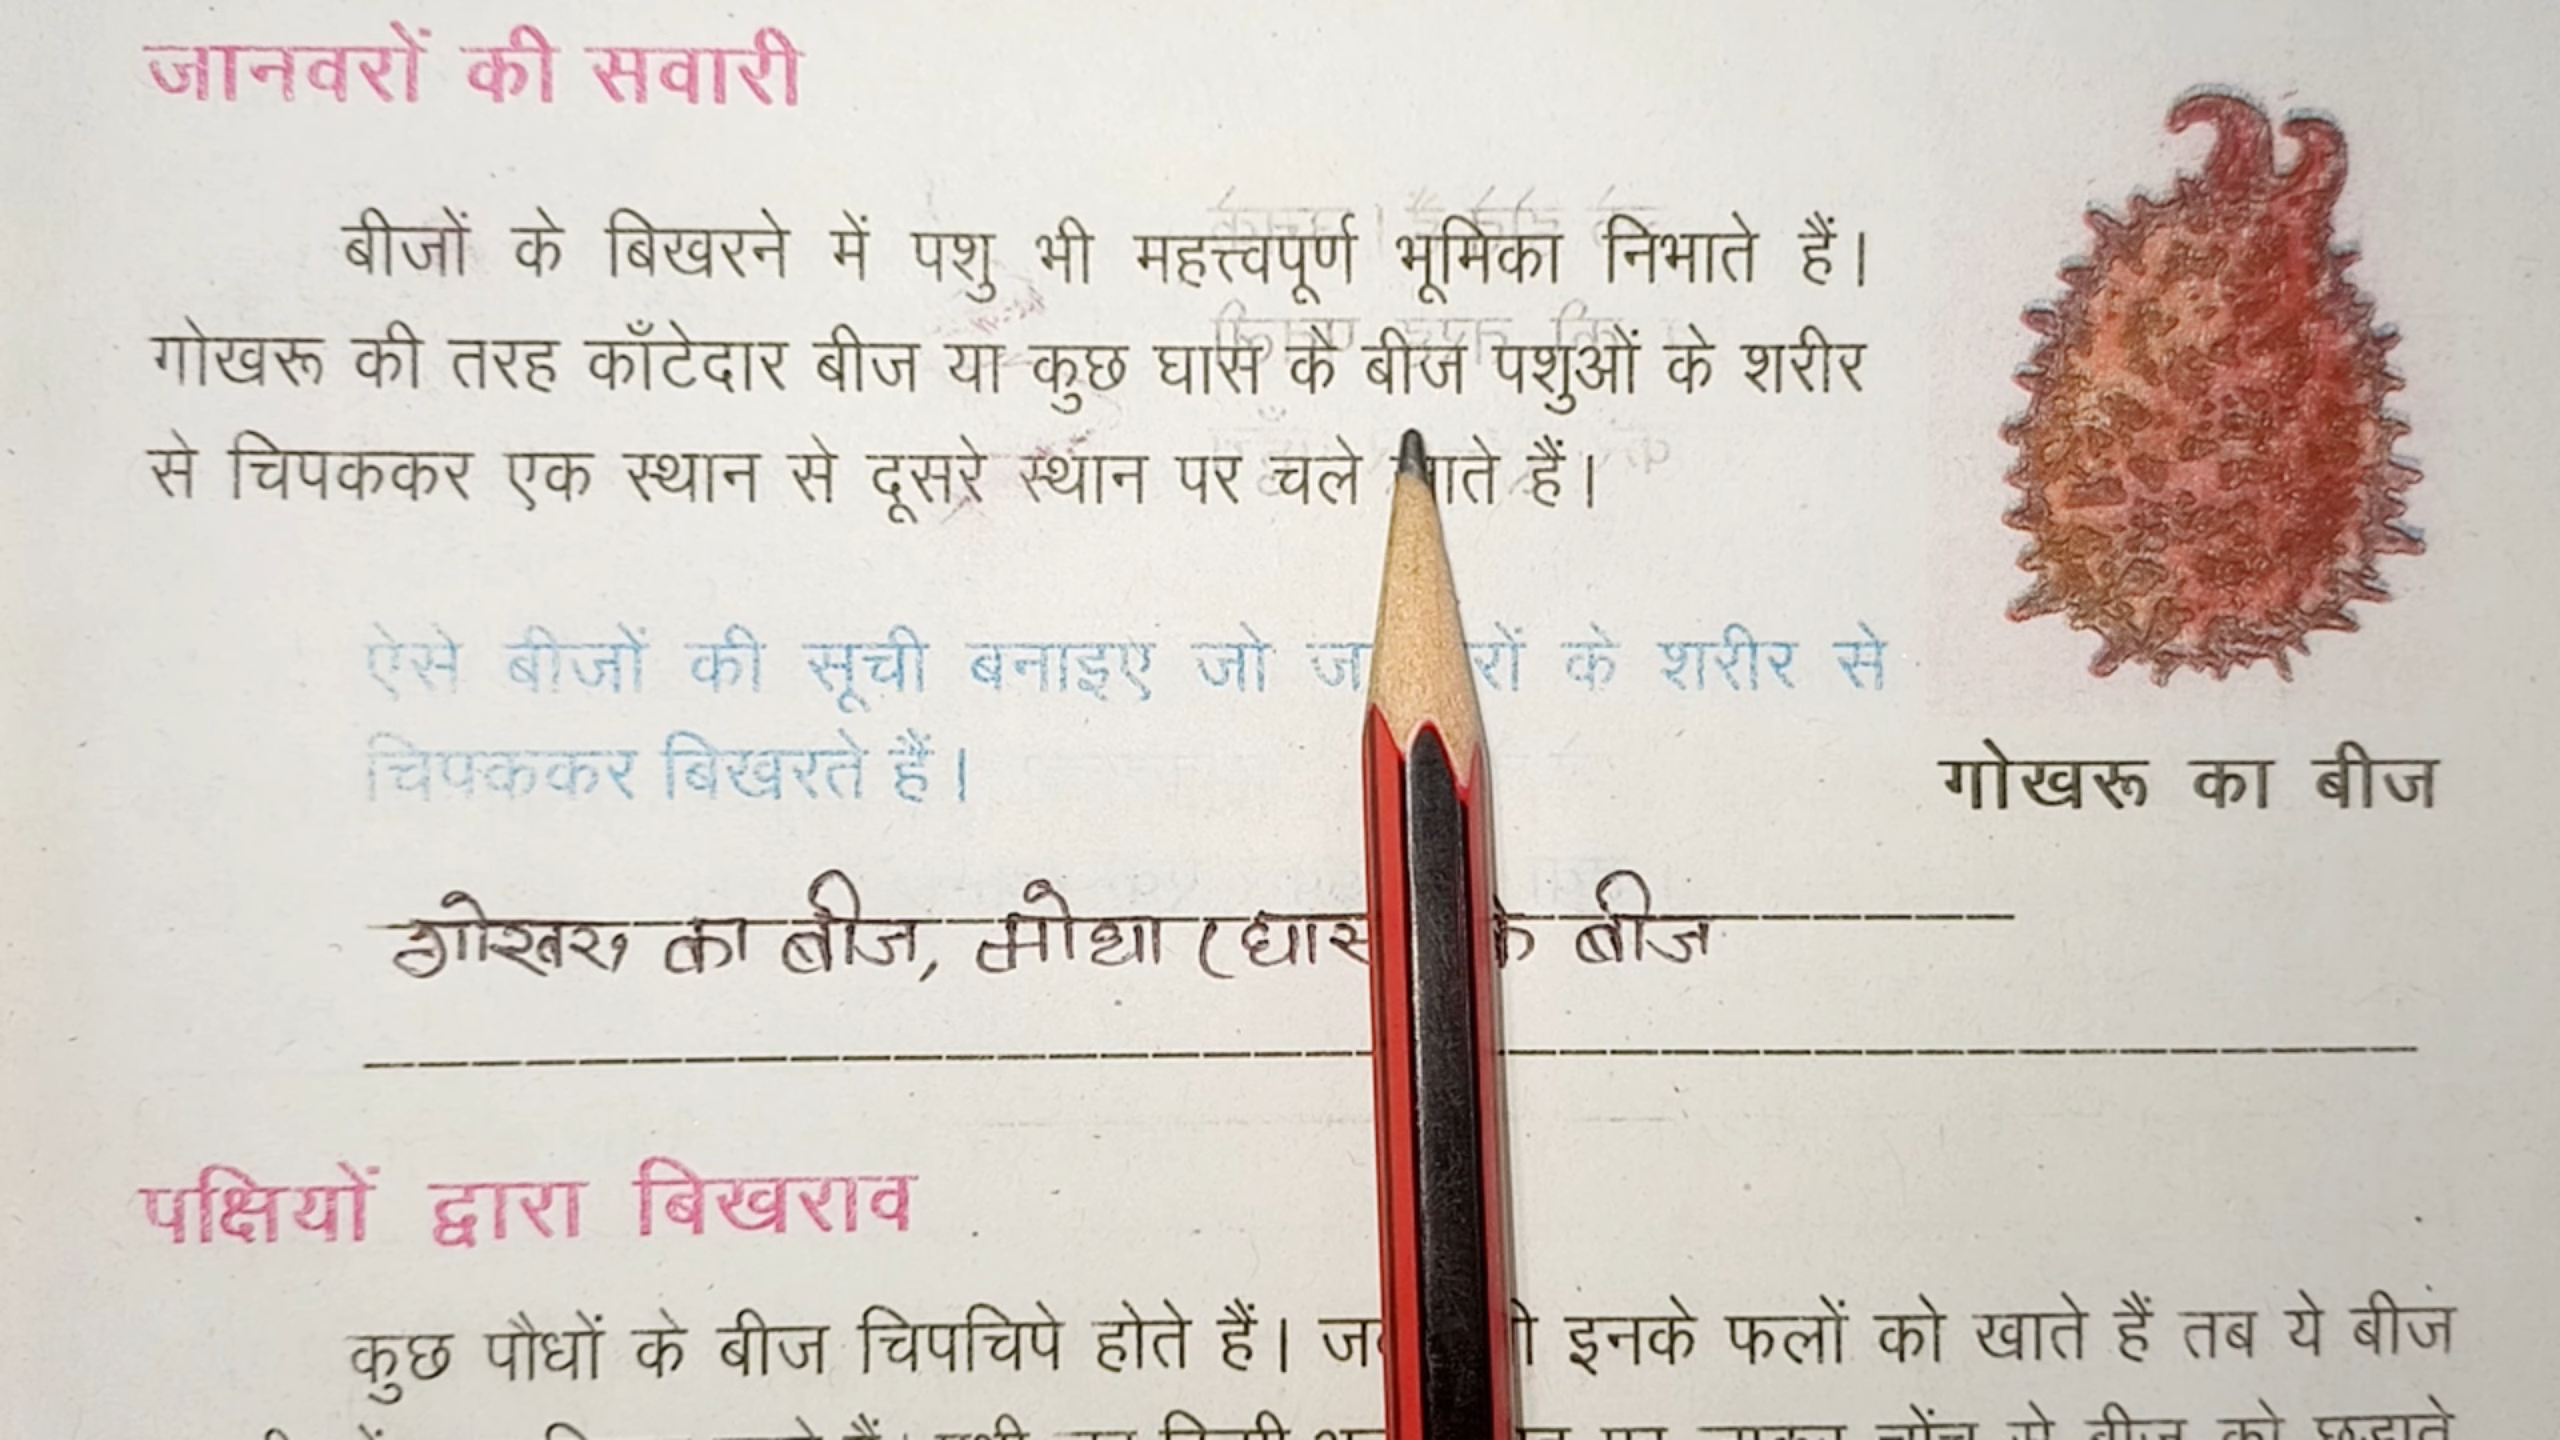 जानवरों की सवारी
बीजों के बिखरने में पशु भी महत्त्वपूर्ण भूमिका निभाते हैं।
गोखरू की तरह काँटेदार बीज या कुछ घास के बीज पशुओं के शरीर
से चिपककर एक स्थान से दूसरे स्थान पर चले हैं।
ऐसे बीजों की सूची बनाइए जो के शरीर से
चिपककर बिखरते हैं।
गोखरू का बीज
गोखरु का बीज, मोथा (घास के बीज
पक्षियों द्वारा बिखराव
कुछ पौधों के बीज चिपचिपे होते हैं। इनके फलों को खाते हैं तब ये बीज